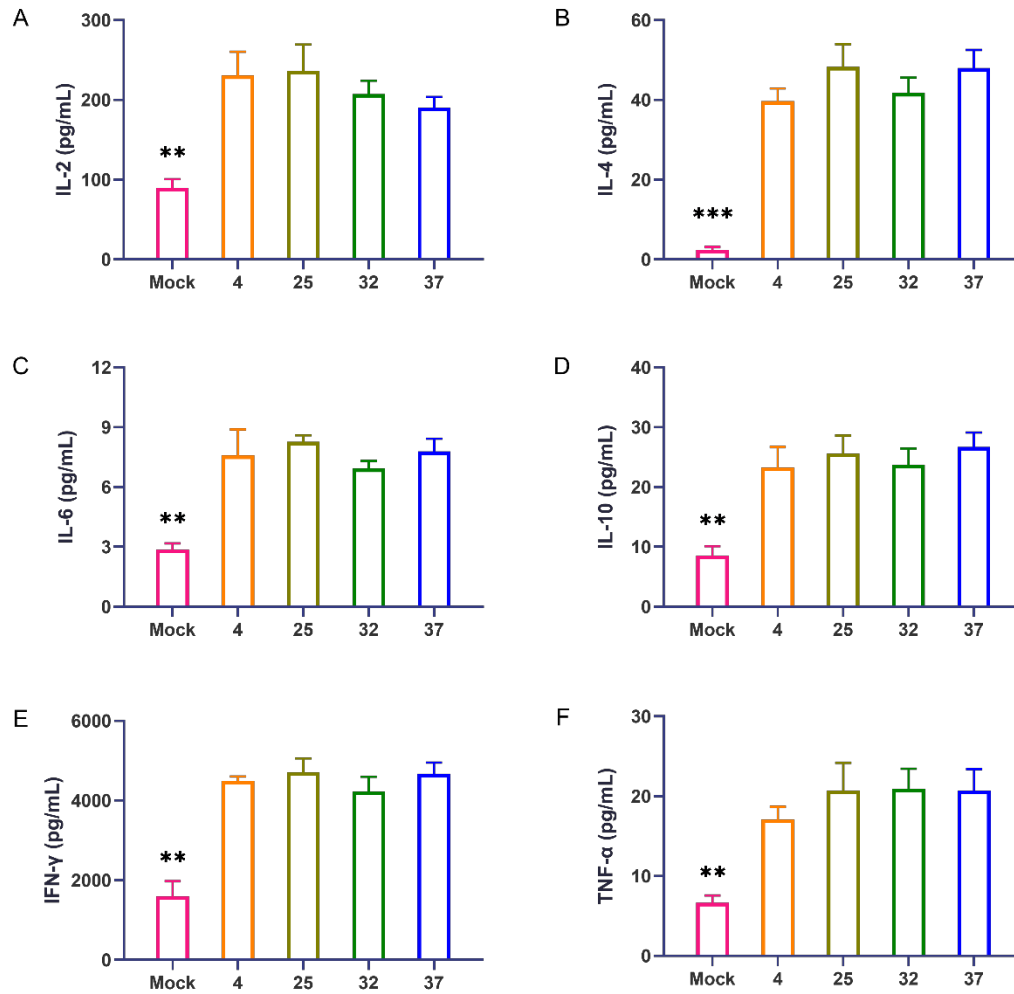 A
IL-2 (pg/mL)
300
200
100
0
**
Mock 4 25 32 37
B
IL-4 (pg/mL)
60
40
20
0
***
Mock 4 25 32 37
C
IL-6 (pg/mL)
12
9
6
3
0
**
Mock 4 25 32 37
D
IL-10 (pg/mL)
40
30
20
10
0
**
Mock 4 25 32 37
E
IFN-γ (pg/mL)
6000
4000
2000
0
**
Mock 4 25 32 37
F
TNF-α (pg/mL)
30
20
10
0
**
Mock 4 25 32 37